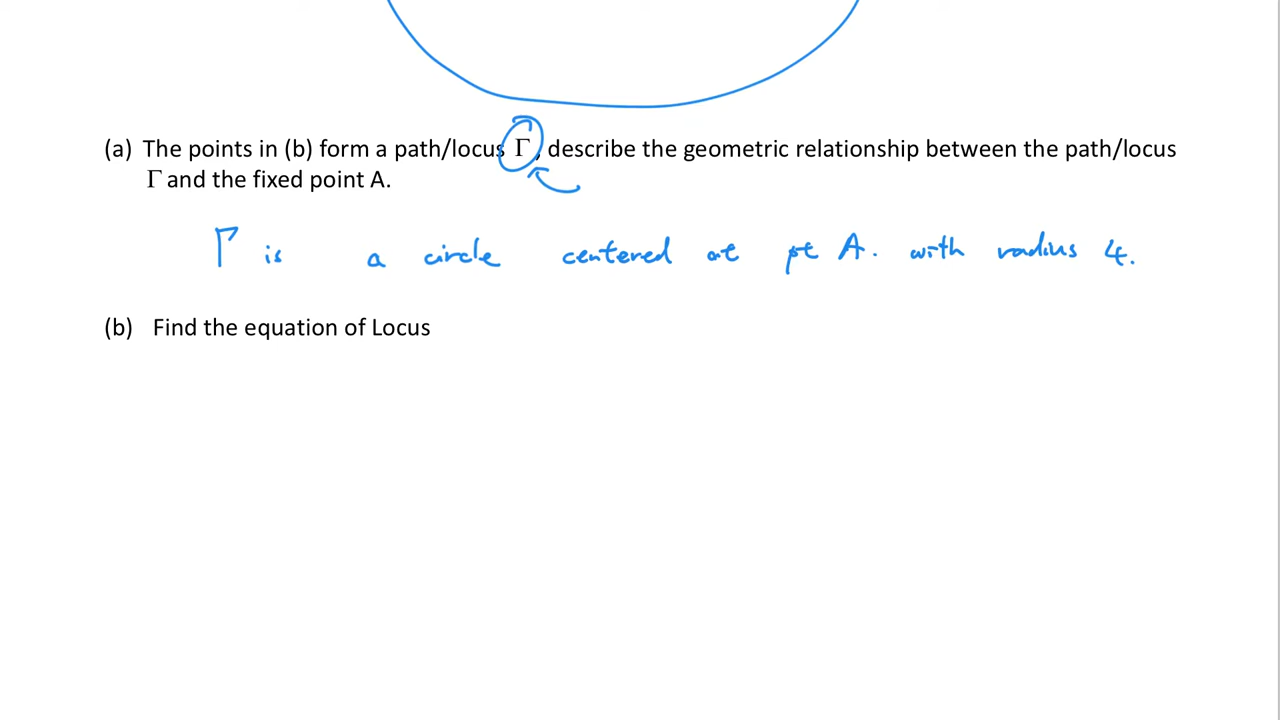 (a) The points in (b) form a path/locus Γ, describe the geometric relationship between the path/locus
Γ and the fixed point A.
Γ is a circle centered at pt A. with radius 4.
(b) Find the equation of Locus